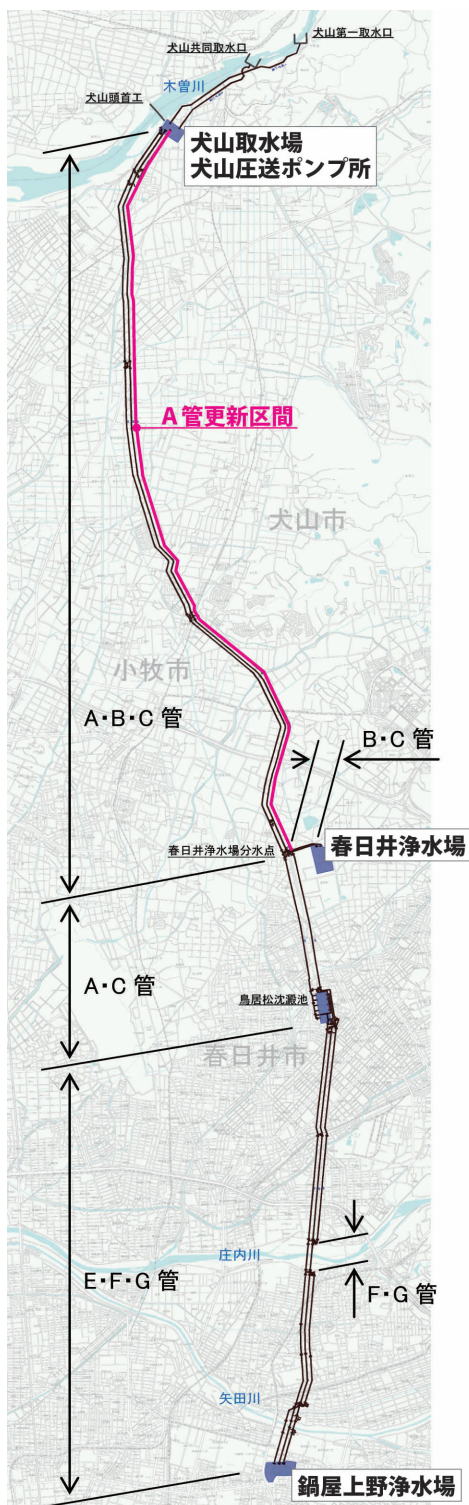 犬山第一取水口
犬山共同取水口
木曽川
犬山頭首工
犬山取水場
犬山圧送ポンプ所
A管更新区間
犬山市
小牧市
A・B・C 管
B・C 管
春日井浄水場
春日井浄水場分水点
A・C 管
鳥居松沈澱池
春日井市
庄内川
E・F・G 管
F・G 管
矢田川
鍋屋上野浄水場